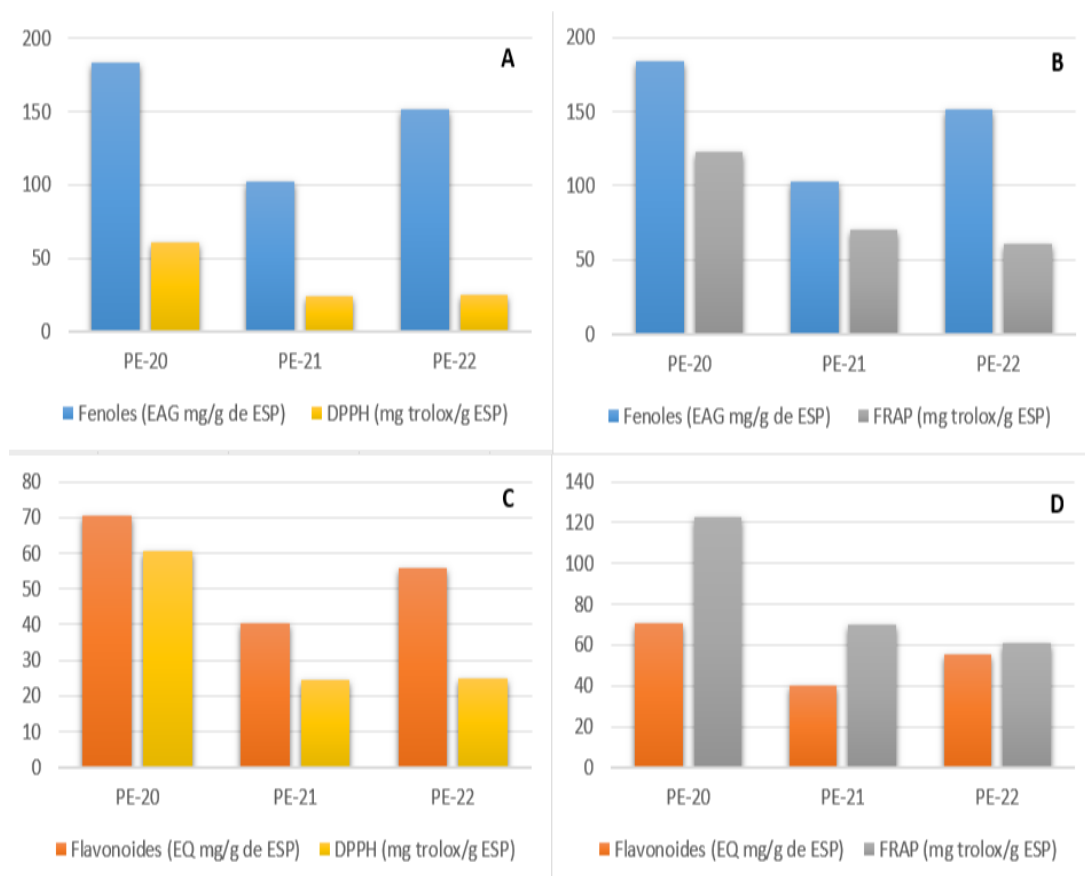 A
200
150
100
50
0
PE-20 PE-21 PE-22
Fenoles (EAG mg/g de ESP) DPPH (mg trolox/g ESP)
B
200
150
100
50
0
PE-20 PE-21 PE-22
Fenoles (EAG mg/g de ESP) FRAP (mg trolox/g ESP)
C
80
70
60
50
40
30
20
10
0
PE-20 PE-21 PE-22
Flavonoides (EQ mg/g de ESP) DPPH (mg trolox/g ESP)
D
140
120
100
80
60
40
20
0
PE-20 PE-21 PE-22
Flavonoides (EQ mg/g de ESP) FRAP (mg trolox/g ESP)